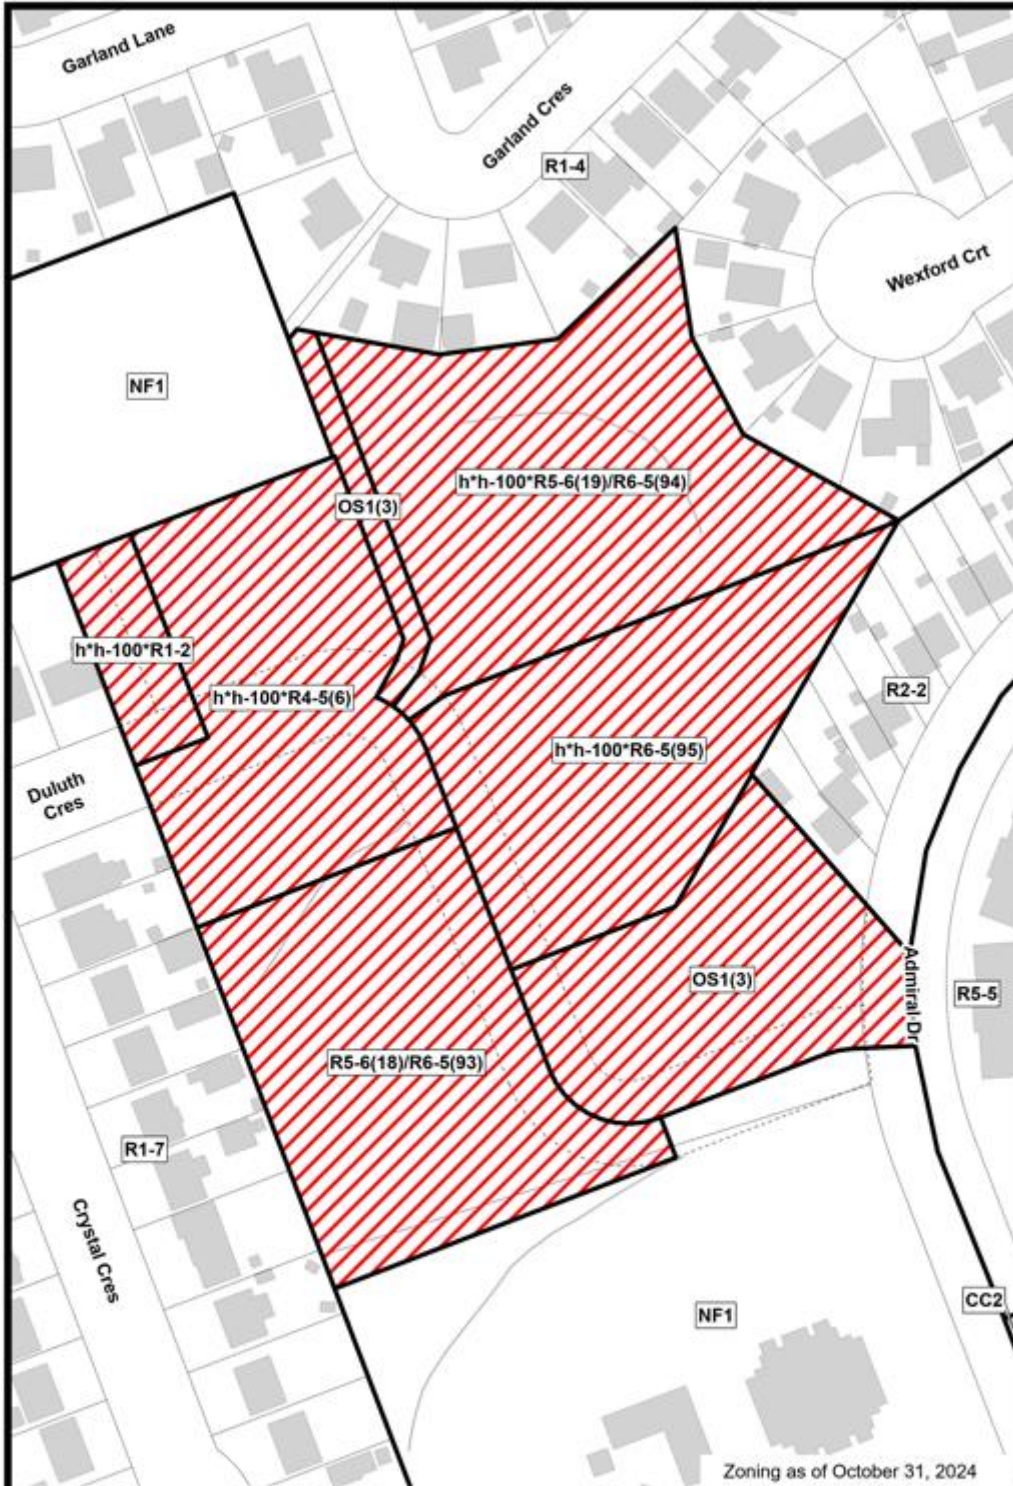 Garland Lane
Garland Cres
R1-4
Wexford Crt
NF1
h*h-100*R5-6(19)/R6-5(94)
OS1(3)
h*h-100*R1-2
h*h-100*R4-5(6)
R2-2
h*h-100*R6-5(95)
Duluth
Cres
OS1(3)
Admiral Dr
R5-5
R5-6(18)/R6-5(93)
R1-7
Crystal Cres
CC2
NF1
Zoning as of October 31, 2024